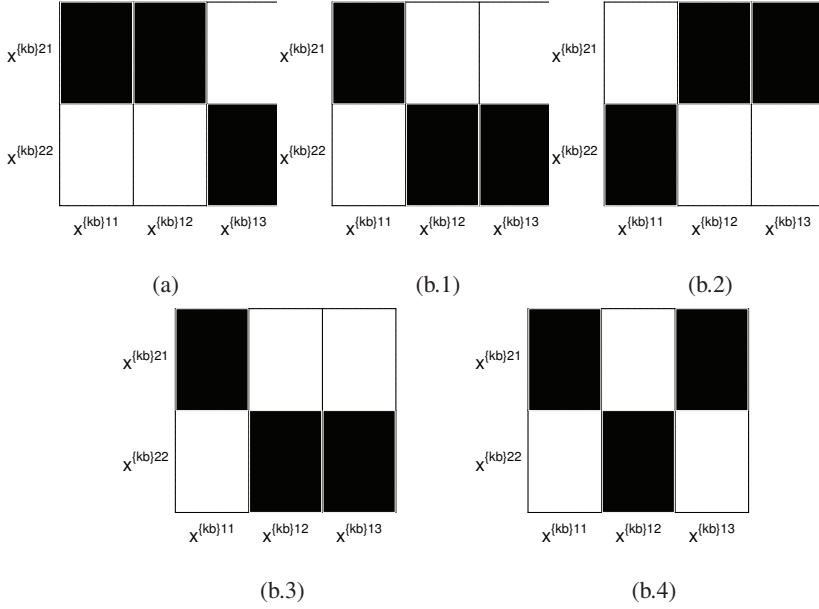 x^{kb}21 x^{kb}21 x^{kb}21
x^{kb}22 x^{kb}22 x^{kb}22
x^{kb}11 x^{kb}12 x^{kb}13 x^{kb}11 x^{kb}12 x^{kb}13 x^{kb}11 x^{kb}12 x^{kb}13
(a) (b.1) (b.2)
x^{kb}21 x^{kb}21
x^{kb}22 x^{kb}22
x^{kb}11 x^{kb}12 x^{kb}13 x^{kb}11 x^{kb}12 x^{kb}13
(b.3) (b.4)